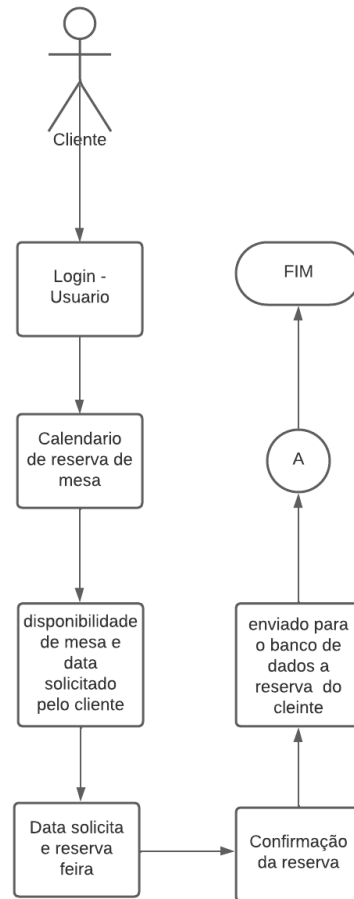 Cliente
Login -
Usuario
Calendario
de reserva de
mesa
disponibilidade
de mesa e
data
solicitado
pelo cliente
Data solicita
e reserva
feira
Confirmação
da reserva
enviado para
o banco de
dados a
reserva do
cleinte
A
FIM